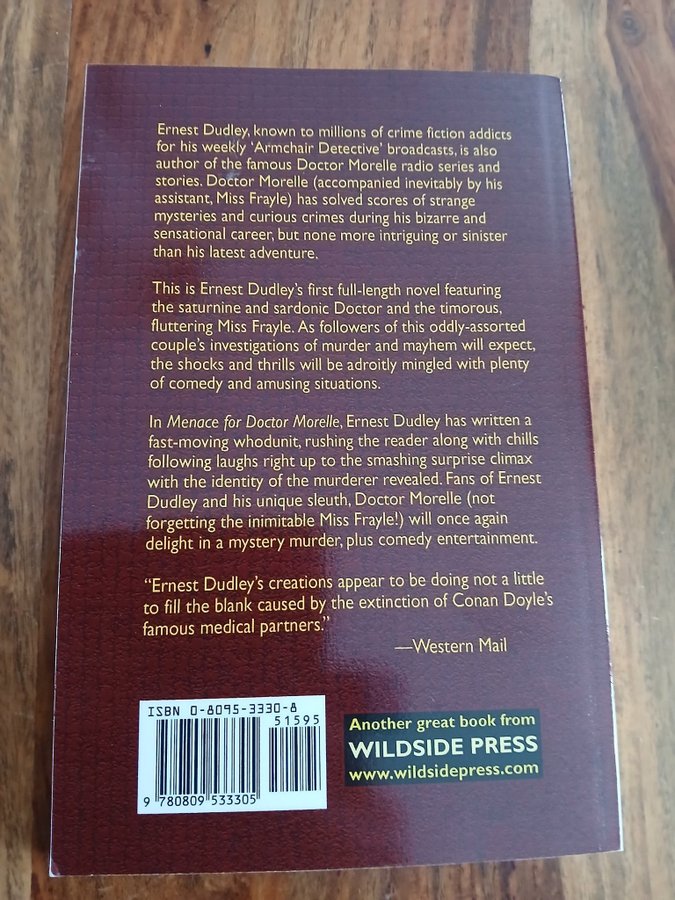 Ernest Dudley, known to millions of crime fiction addicts
for his weekly ‘Armchair Detective’ broadcasts, is also
author of the famous Doctor Morelle radio series and
stories. Doctor Morelle (accompanied inevitably by his
assistant, Miss Frayle) has solved scores of strange
mysteries and curious crimes during his bizarre and
sensational career, but none more intriguing or sinister
than his latest adventure.
This is Ernest Dudley’s first full-length novel featuring
the saturnine and sardonic Doctor and the timorous,
fluttering Miss Frayle. As followers of this oddly-assorted
couple’s investigations of murder and mayhem will expect,
the shocks and thrills will be adroitly mingled with plenty
of comedy and amusing situations.
In Menace for Doctor Morelle, Ernest Dudley has written a
fast-moving whodunit, rushing the reader along with chills
following laughs right up to the smashing surprise climax
with the identity of the murderer revealed. Fans of Ernest
Dudley and his unique sleuth, Doctor Morelle (not
forgetting the inimitable Miss Frayle!) will once again
delight in a mystery murder, plus comedy entertainment.
“Ernest Dudley’s creations appear to be doing not a little
to fill the blank caused by the extinction of Conan Doyle’s
famous medical partners.”
—Western Mail
ISBN 0-8095-3330-8
51595
9 780809 533305
Another great book from
WILDSIDE PRESS
www.wildsidepress.com